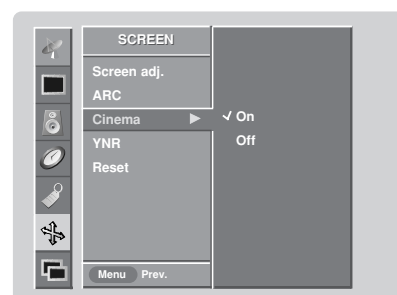 SCREEN
Screen adj.
ARC
Cinema ▶ ✓ On
YNR Off
Reset
Menu Prev.